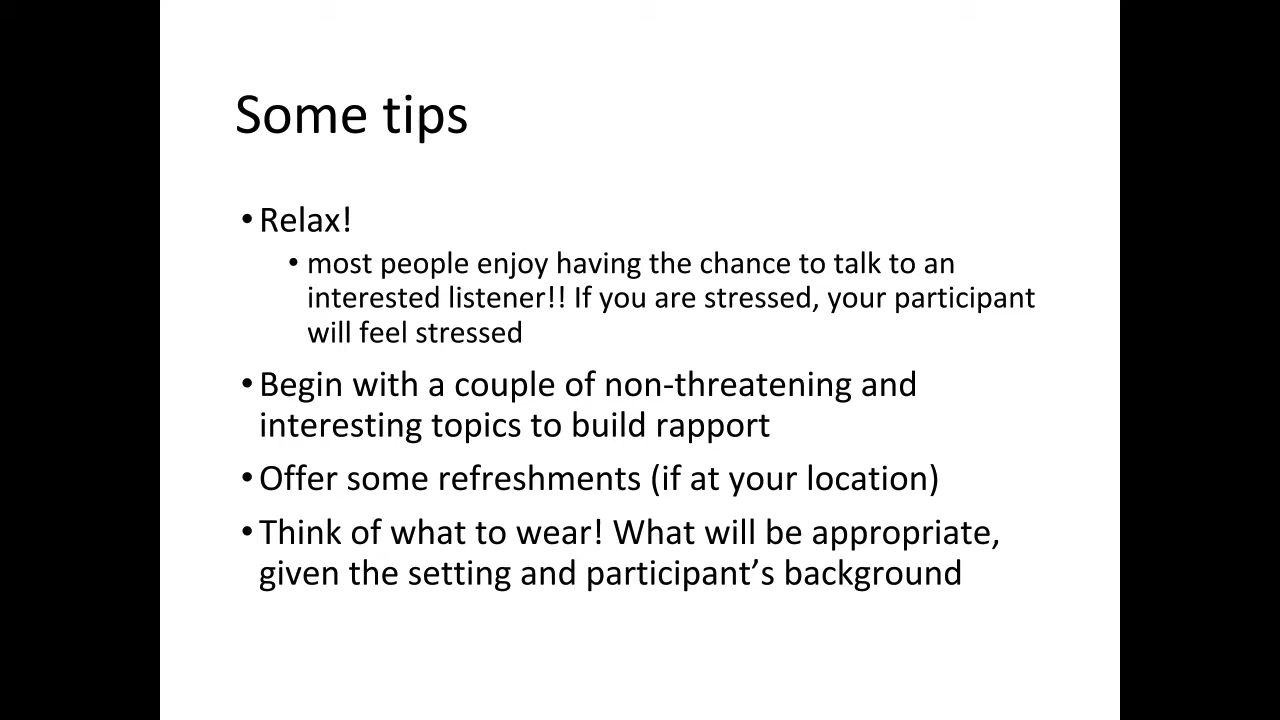 Some tips
• Relax!
• most people enjoy having the chance to talk to an
interested listener!! If you are stressed, your participant
will feel stressed
• Begin with a couple of non-threatening and
interesting topics to build rapport
• Offer some refreshments (if at your location)
• Think of what to wear! What will be appropriate,
given the setting and participant’s background